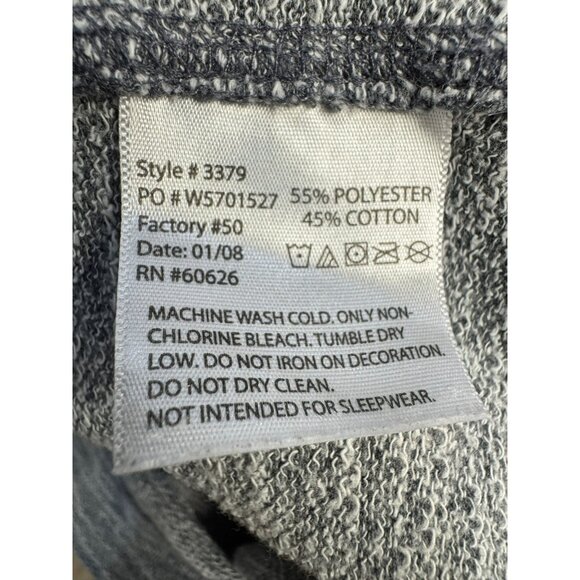 Style # 3379
PO # W5701527
Factory #50
Date: 01/08
RN #60626
55% POLYESTER
45% COTTON
MACHINE WASH COLD. ONLY NON-
CHLORINE BLEACH. TUMBLE DRY
LOW. DO NOT IRON ON DECORATION.
DO NOT DRY CLEAN.
NOT INTENDED FOR SLEEPWEAR.